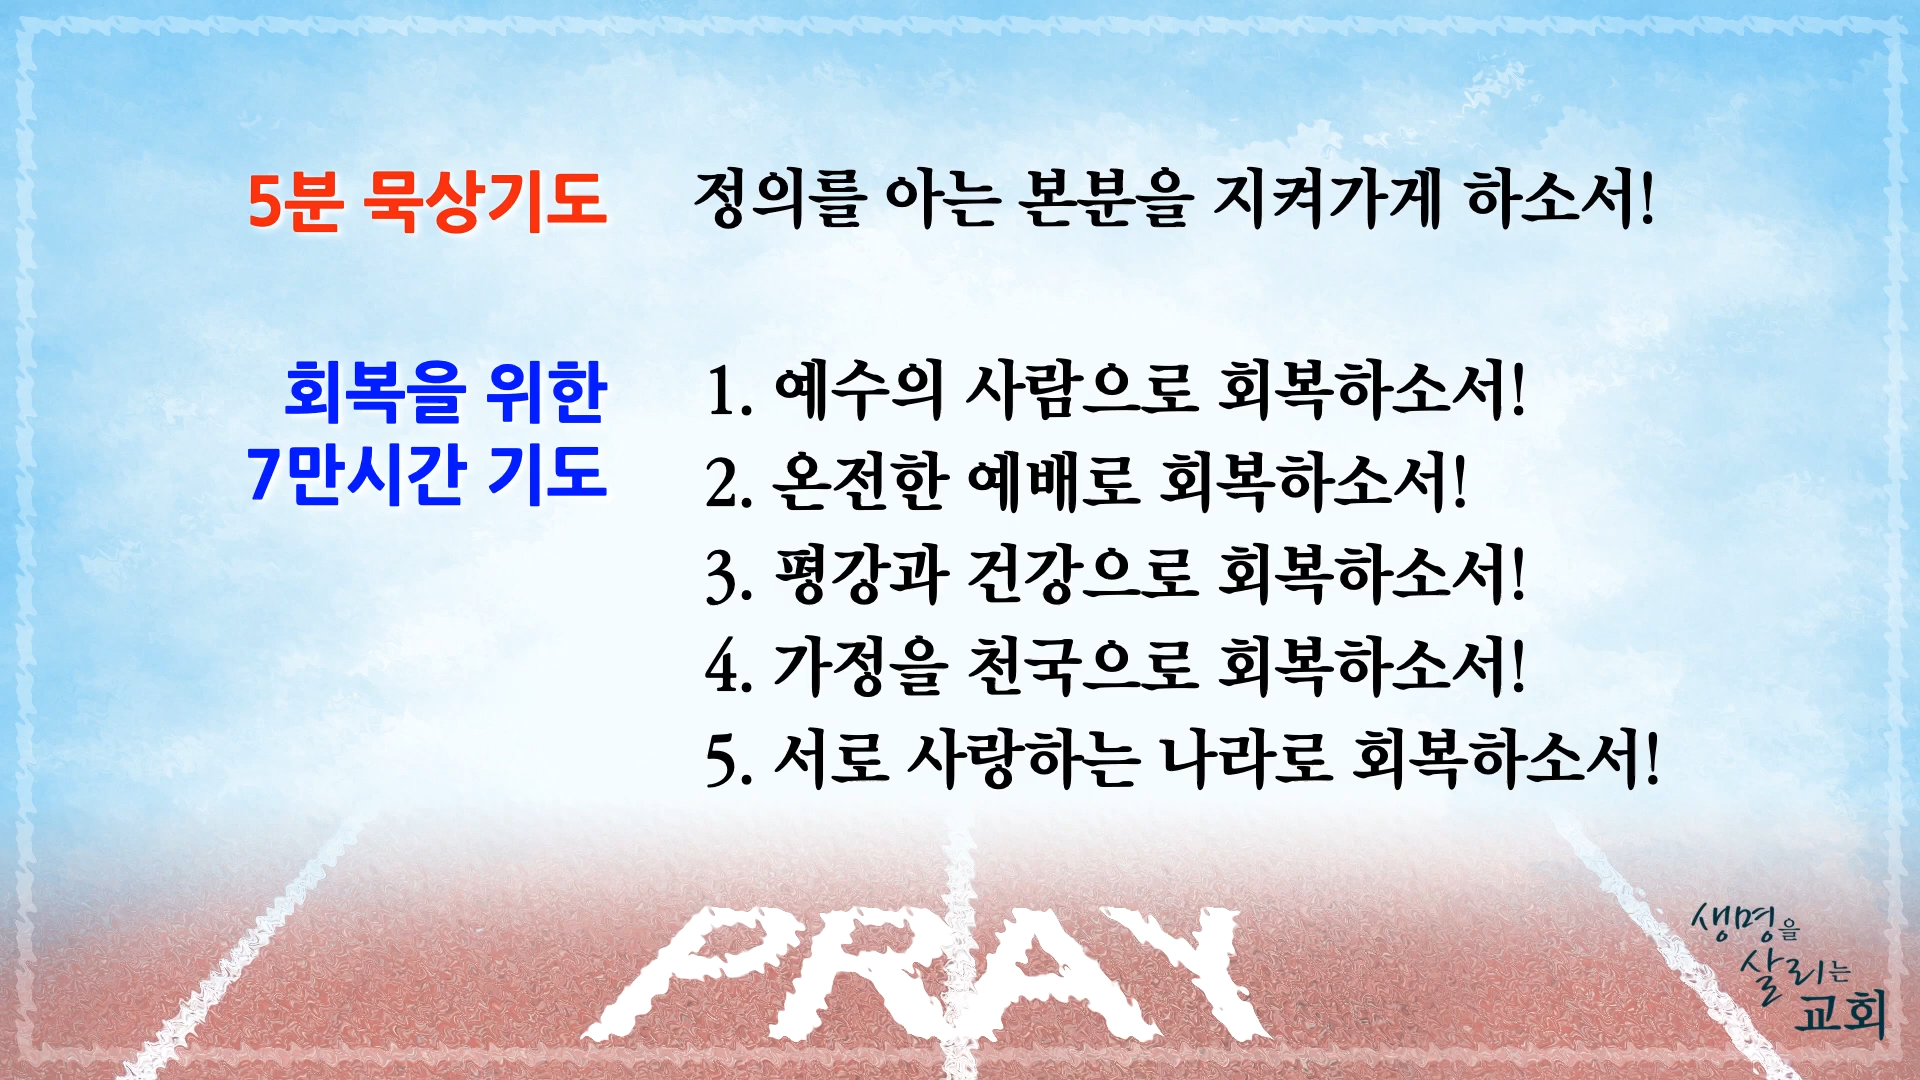 5분 묵상기도 정의를 아는 본분을 지켜가게 하소서!
회복을 위한
7만시간 기도
1. 예수의 사람으로 회복하소서!
2. 온전한 예배로 회복하소서!
3. 평강과 건강으로 회복하소서!
4. 가정을 천국으로 회복하소서!
5. 서로 사랑하는 나라로 회복하소서!
PRAY
생명을
살리는
교회